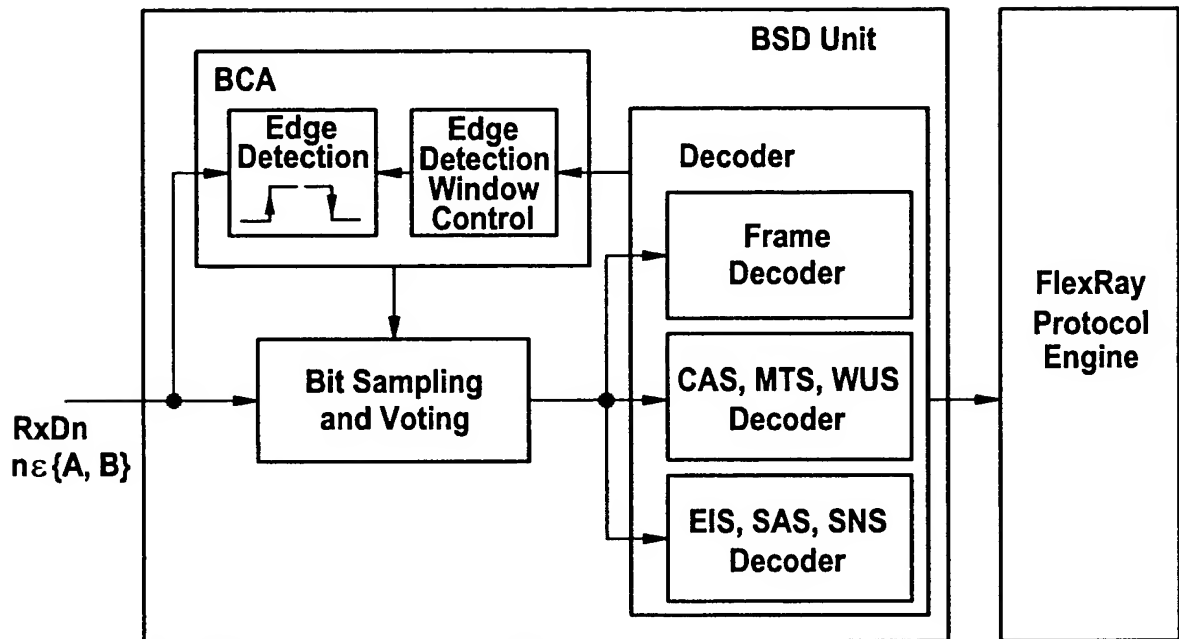 BSD Unit
BCA
Edge
Detection
Edge
Detection
Window
Control
Decoder
Frame
Decoder
FlexRay
Protocol
Engine
Bit Sampling
and Voting
CAS, MTS, WUS
Decoder
RxDn
nε{A, B}
EIS, SAS, SNS
Decoder